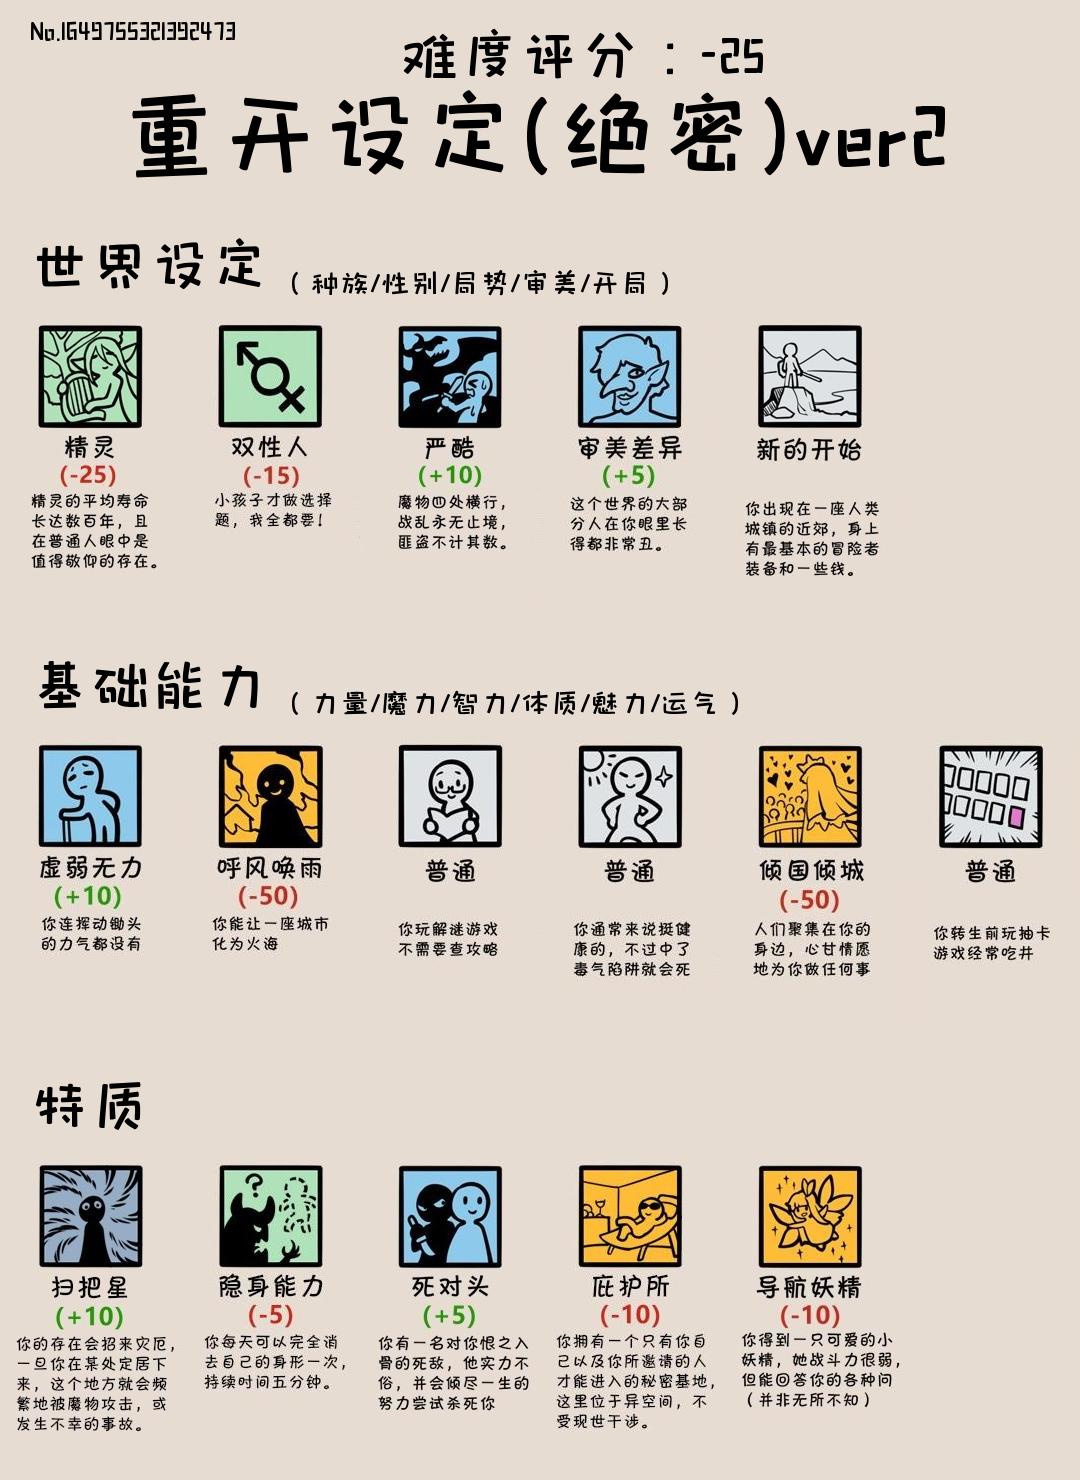 No.1649755321392473
难度评分：-25
重开设定(绝密)ver2
世界设定（种族/性别/局势/审美/开局）
精灵
(-25)
精灵的平均寿命
长达数百年，且
在普通人眼中是
值得敬仰的存在。
双性人
(-15)
小孩子才做选择
题，我全都要！
严酷
(+10)
魔物四处横行，
战乱永无止境，
匪盗不计其数。
审美差异
(+5)
这个世界的大部
分人在你眼里长
得都非常丑。
新的开始
你出现在一座人类
城镇的近郊，身上
有最基本的冒险者
装备和一些钱。
基础能力（力量/魔力/智力/体质/魅力/运气）
虚弱无力
(+10)
你连挥动锄头
的力气都没有
呼风唤雨
(-50)
你能让一座城市
化为火海
普通
你玩解谜游戏
不需要查攻略
普通
你通常来说挺健
康的，不过中了
毒气陷阱就会死
倾国倾城
(-50)
人们聚集在你的
身边，心甘情愿
地为你做任何事
普通
你转生前玩抽卡
游戏经常吃井
特质
扫把星
(+10)
你的存在会招来灾厄，
一旦你在某处定居下
来，这个地方就会频
繁地被魔物攻击，或
发生不幸的事故。
隐身能力
(-5)
你每天可以完全消
去自己的身形一次，
持续时间五分钟。
死对头
(+5)
你有一名对你恨之入
骨的死敌，他实力不
俗，并会倾尽一生的
努力尝试杀死你
庇护所
(-10)
你拥有一个只有你自
己以及你所邀请的人
才能进入的秘密基地，
这里位于异空间，不
受现世干涉。
导航妖精
(-10)
你得到一只可爱的小
妖精，她战斗力很弱，
但能回答你的各种问
（并非无所不知）